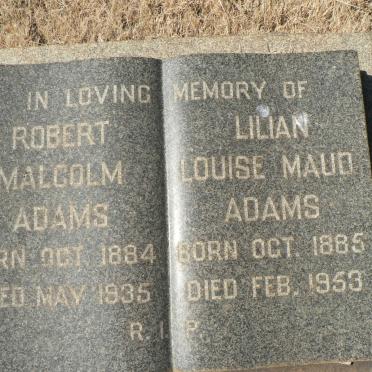 IN LOVING MEMORY OF
ROBERT
MALCOLM
ADAMS
RN OCT. 1884
ED MAY 1935
LILIAN
LOUISE MAUD
ADAMS
BORN OCT. 1885
DIED FEB. 1953
R.I.P.